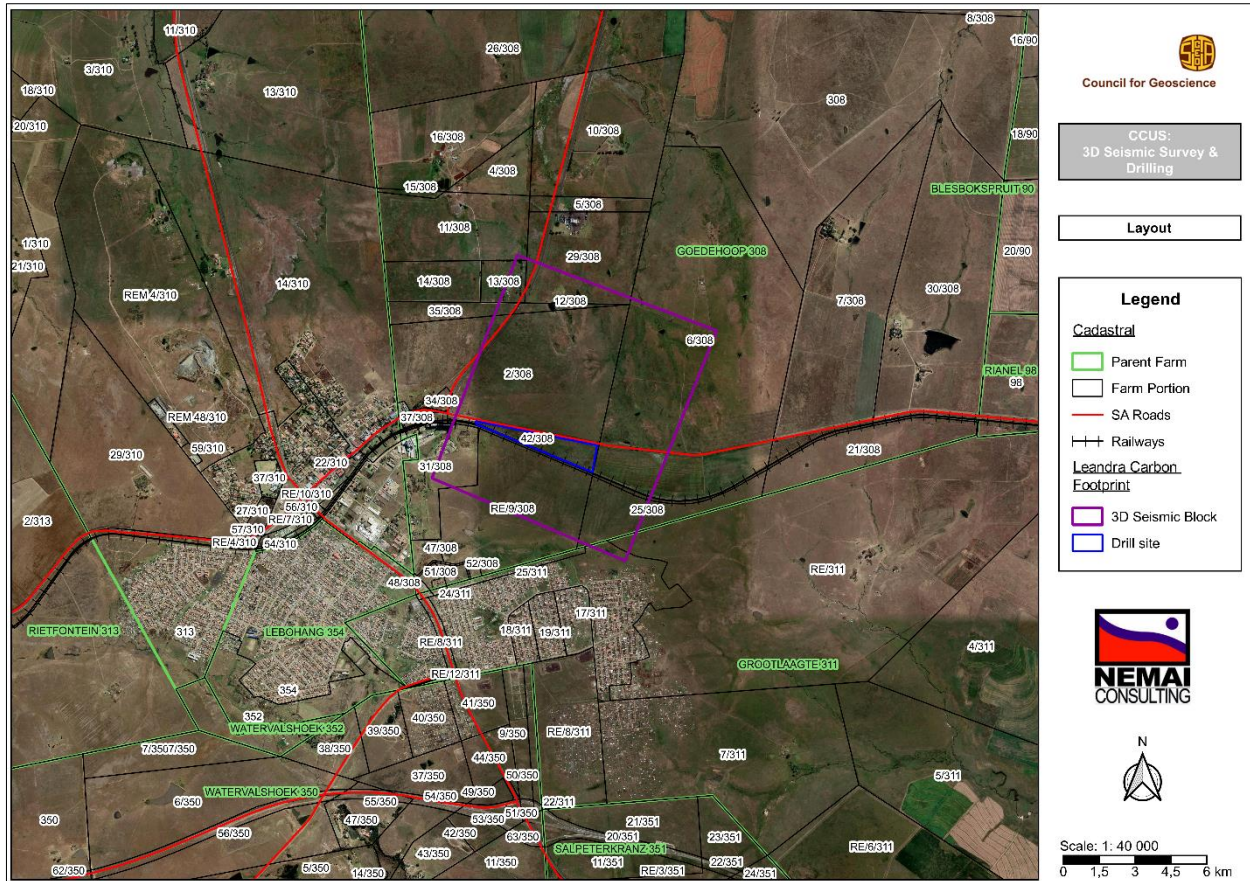 11/310
8/308
16/90
3/310
26/308
13/310
18/310
308
20/310
16/308
10/308
18/90
4/308
15/308
BLESBOKSPRUIT 90
5/308
11/308
1/310
29/308
GOEDEHOOP 308
20/90
21/310
14/310
14/308
13/308
REM 4/310
12/308
7/308
30/308
35/308
6/308
2/308
RIANEL 98
98
34/308
REM 48/310
37/308
42/308
59/310
29/310
21/308
22/310
31/308
37/310
RE/10/310
27/310
56/310
RE/9/308
25/308
2/313
RE/7/310
57/310
RE/4/310
54/310
47/308
52/308
51/308
25/311
RE/311
48/308
24/311
17/311
RIETFONTEIN 313
313
LEBOHANG 354
18/311
19/311
RE/8/311
4/311
GROOTLAAGTE 311
RE/12/311
354
41/350
352
40/350
WATERVALSHOEK 352
39/350
9/350
RE/8/311
7/3507/350
38/350
7/311
44/350
37/350
50/350
5/311
WATERVALSHOEK 350
49/350
6/350
55/350
54/350
22/311
350
47/350
53/350
51/350
21/351
56/350
42/350
63/350
20/351
23/351
SALPETERKRANZ 351
RE/6/311
43/350
11/350
11/351
22/351
62/350
5/350
14/350
RE/3/351
24/351
Council for Geoscience
CCUS:
3D Seismic Survey &
Drilling
Layout
Legend
Cadastral
Parent Farm
Farm Portion
SA Roads
Railways
Leandra Carbon
Footprint
3D Seismic Block
Drill site
NEMAI
CONSULTING
N
Scale: 1: 40 000
0 1,5 3 4,5 6 km